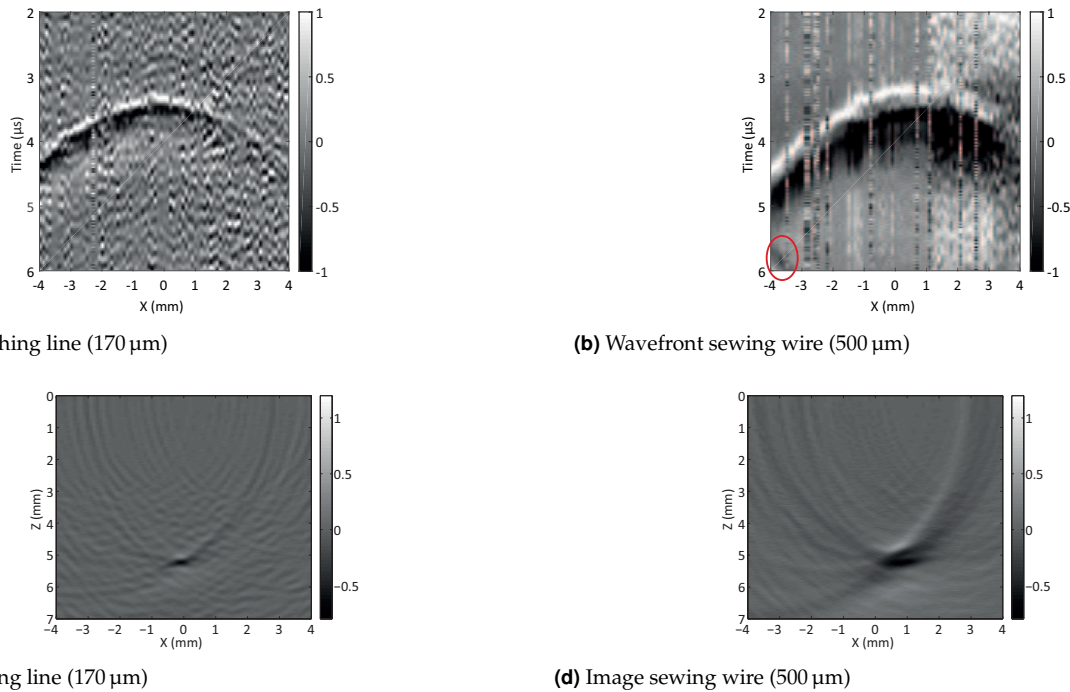 2
3
4
5
6
Time (µs)
-4 -3 -2 -1 0 1 2 3 4
X (mm)
1
0.5
0
-0.5
-1
2
3
4
5
6
Time (µs)
-4 -3 -2 -1 0 1 2 3 4
X (mm)
1
0.5
0
-0.5
-1
hing line (170 µm)
(b) Wavefront sewing wire (500 µm)
0
1
2
3
4
5
6
7
Z (mm)
−4 −3 −2 −1 0 1 2 3 4
X (mm)
1
0.5
0
−0.5
0
1
2
3
4
5
6
7
Z (mm)
−4 −3 −2 −1 0 1 2 3 4
X (mm)
1
0.5
0
−0.5
ng line (170 µm)
(d) Image sewing wire (500 µm)